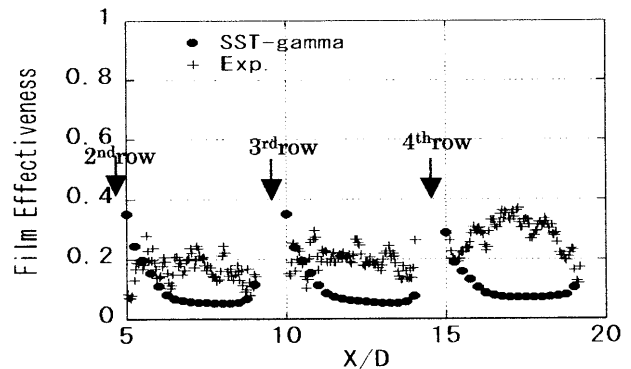 1
0.8
0.6
0.4
0.2
0
Film Effectiveness
SST-gamma
Exp.
2ndrow
3rdrow
4throw
5 10 15 20
X/D